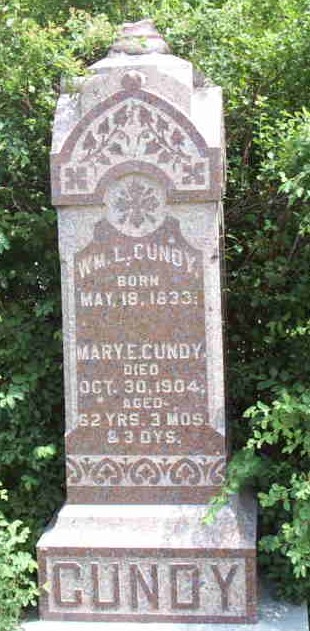 WM. L. CUNDY.
BORN
MAY. 18, 1833.
MARY. E. CUNDY.
DIED
OCT. 30, 1904.
AGED
62 YRS. 3 MOS.
& 3 DYS.
CUNDY